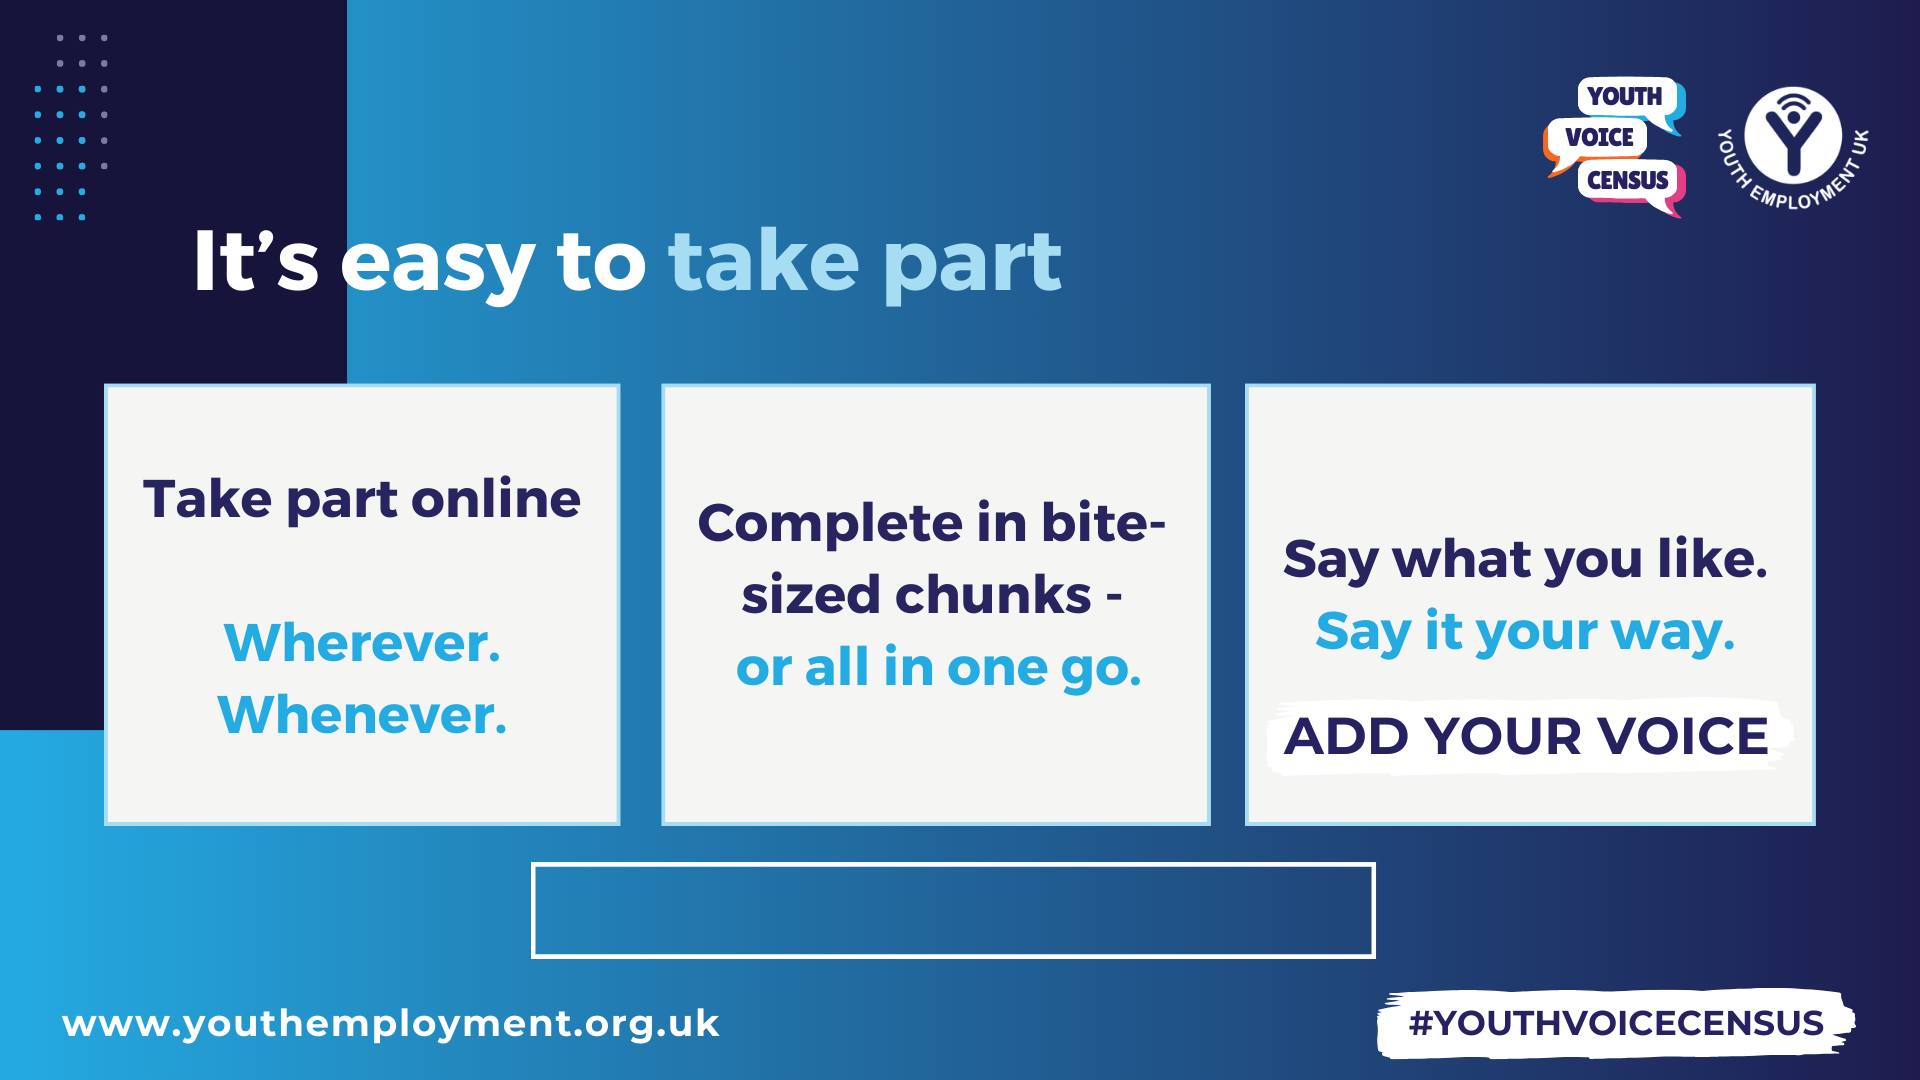 YOUTH
VOICE
CENSUS
YOUTH EMPLOYMENT UK
It’s easy to take part
Take part online
Wherever.
Whenever.
Complete in bite-
sized chunks -
or all in one go.
Say what you like.
Say it your way.
ADD YOUR VOICE
www.youthemployment.org.uk
#YOUTHVOICECENSUS